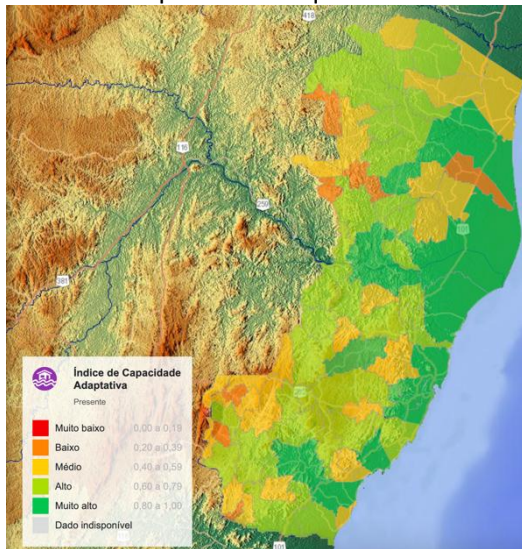 418
116
259
381
101
Índice de Capacidade
Adaptativa
Presente
Muito baixo 0,00 a 0,19
Baixo 0,20 a 0,39
Médio 0,40 a 0,59
Alto 0,60 a 0,79
Muito alto 0,80 a 1,00
Dado indisponível
101